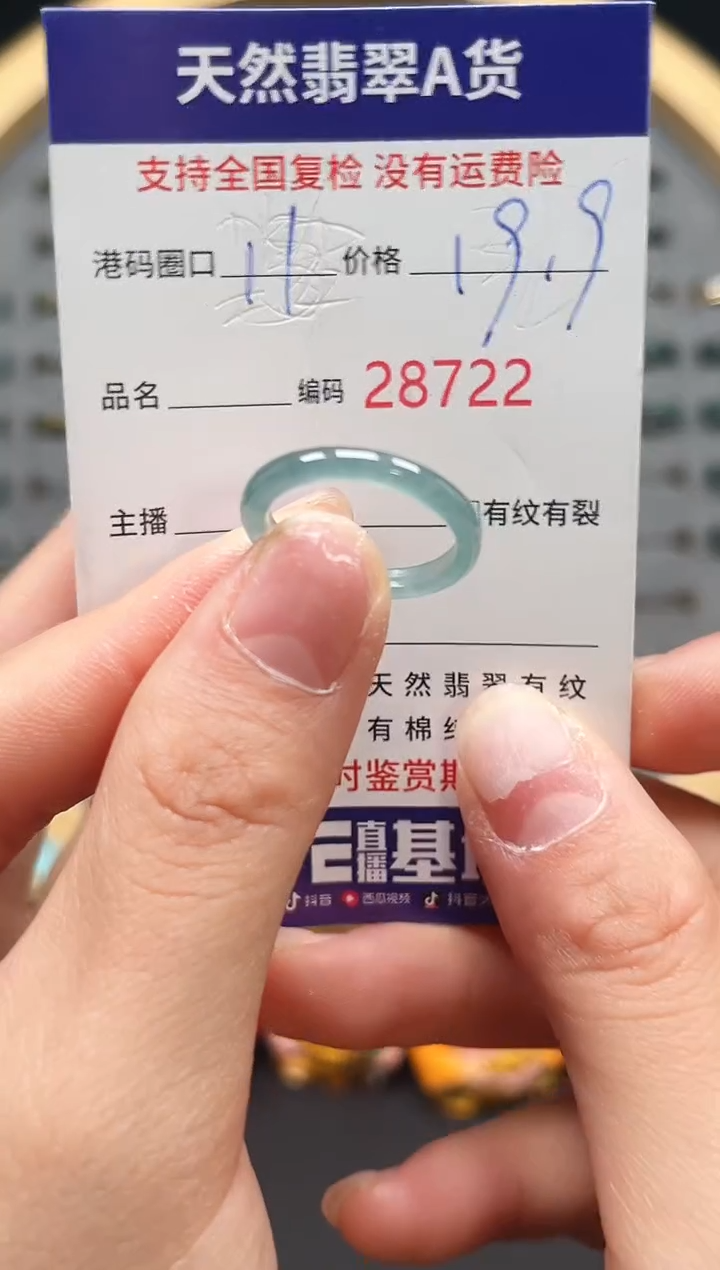 天然翡翠A货
支持全国复检 没有运费险
港码圈口 11 价格 19.9
品名 编码 28722
主播 有纹有裂
天然翡翠有纹
有棉
时鉴赏期
直播基地
抖音 西瓜视频 抖音